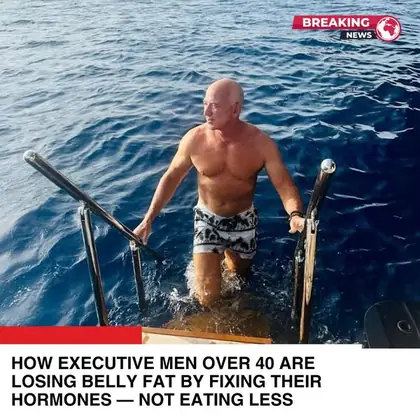 BREAKING
NEWS
HOW EXECUTIVE MEN OVER 40 ARE
LOSING BELLY FAT BY FIXING THEIR
HORMONES — NOT EATING LESS